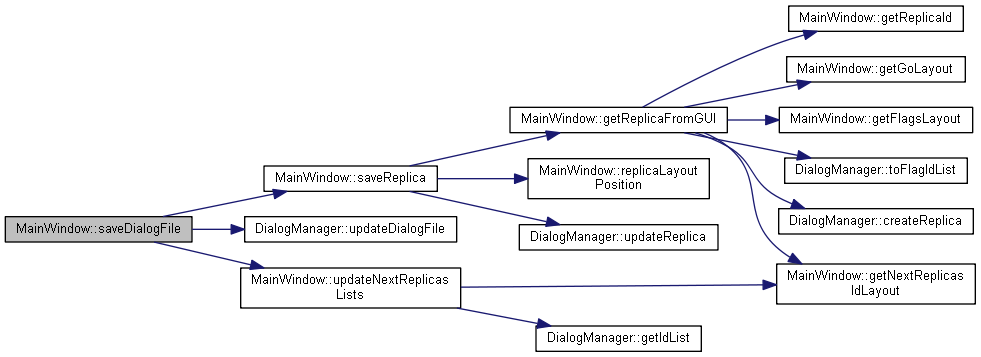 MainWindow::getReplicaId
MainWindow::getGoLayout
MainWindow::getReplicaFromGUI
MainWindow::getFlagsLayout
DialogManager::toFlagIdList
MainWindow::saveReplica
MainWindow::replicaLayout
Position
DialogManager::createReplica
MainWindow::saveDialogFile
DialogManager::updateDialogFile
DialogManager::updateReplica
MainWindow::updateNextReplicas
Lists
MainWindow::getNextReplicas
IdLayout
DialogManager::getIdList